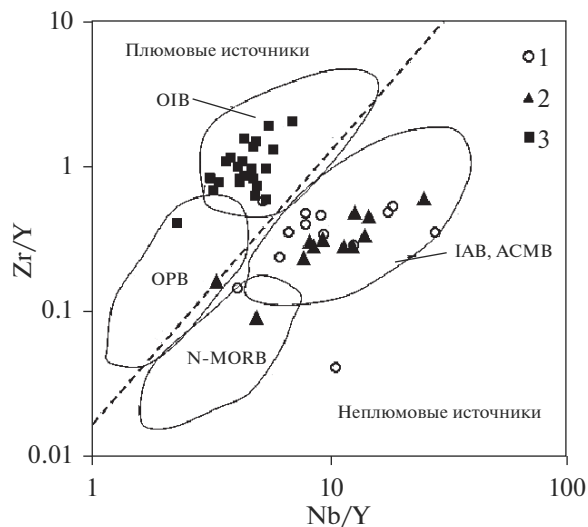 10
Плюмовые источники
1
OIB
2
3
1
Zr/Y
IAB, ACMB
OPB
0.1
N-MORB
Неплюмовые источники
0.01
1
10
100
Nb/Y